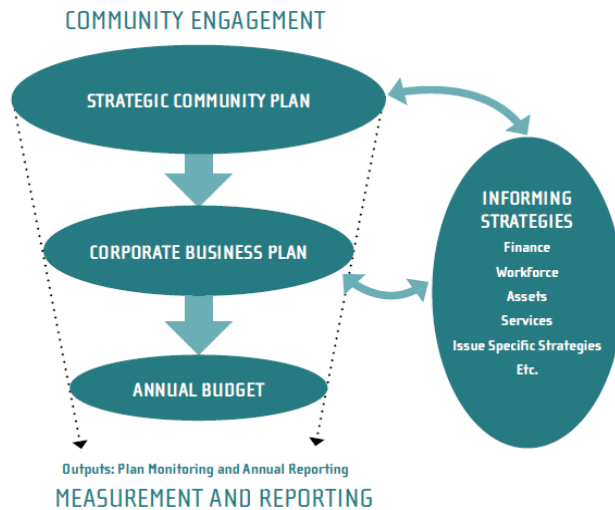 COMMUNITY ENGAGEMENT
STRATEGIC COMMUNITY PLAN
CORPORATE BUSINESS PLAN
ANNUAL BUDGET
INFORMING
STRATEGIES
Finance
Workforce
Assets
Services
Issue Specific Strategies
Etc.
Outputs: Plan Monitoring and Annual Reporting
MEASUREMENT AND REPORTING